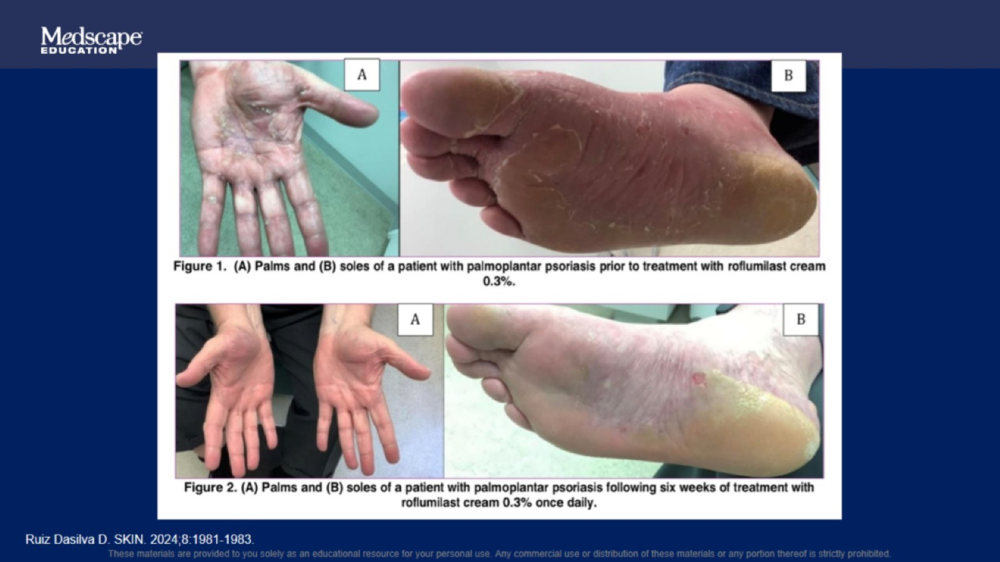 Medscape
EDUCATION
A
B
Figure 1. (A) Palms and (B) soles of a patient with palmoplantar psoriasis prior to treatment with roflumilast cream
0.3%.
A
B
Figure 2. (A) Palms and (B) soles of a patient with palmoplantar psoriasis following six weeks of treatment with
roflumilast cream 0.3% once daily.
Ruiz Dasilva D. SKIN. 2024;8:1981-1983.
These materials are provided to you solely as an educational resource for your personal use. Any commercial use or distribution of these materials or any portion thereof is strictly prohibited.